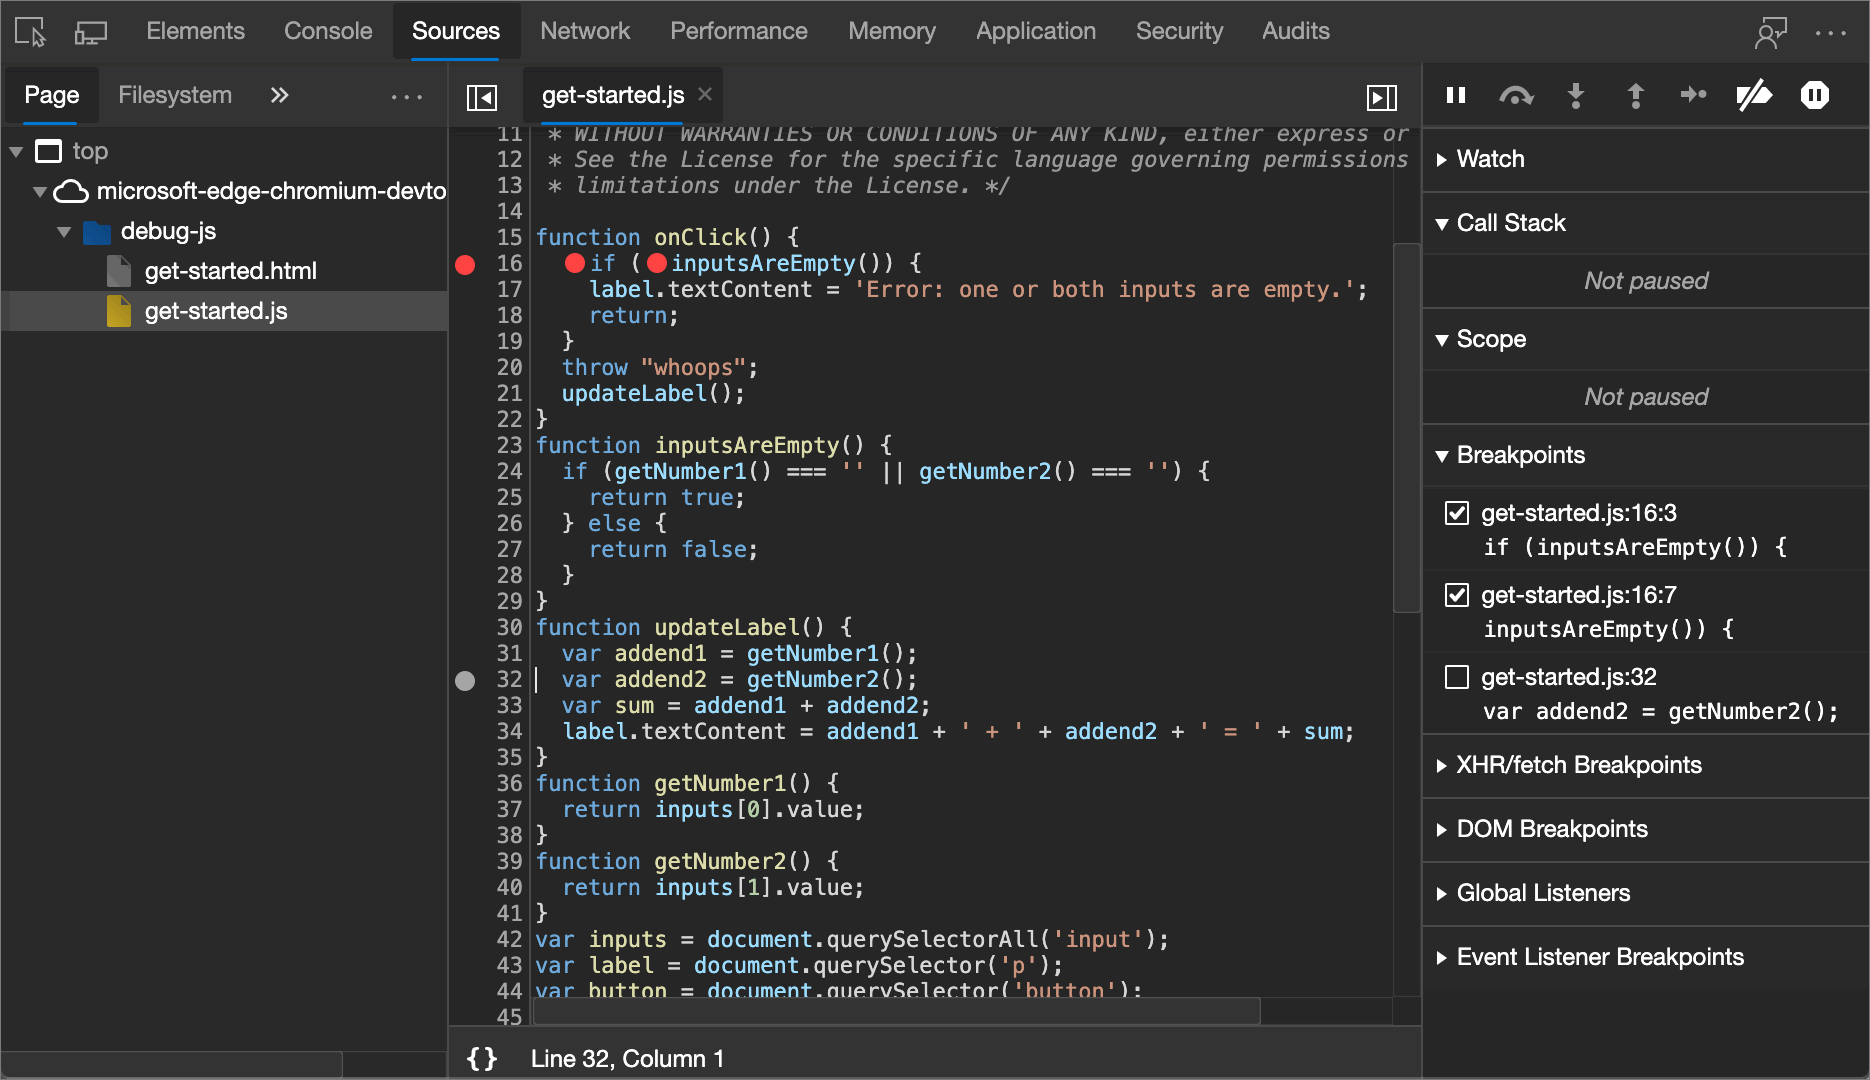 Elements Console Sources Network Performance Memory Application Security Audits
Page Filesystem
top
microsoft-edge-chromium-devto
debug-js
get-started.html
get-started.js
get-started.js
11 * WITHOUT WARRANTIES OR CONDITIONS OF ANY KIND, either express or
12 * See the License for the specific language governing permissions
13 * limitations under the License. */
14
15 function onClick() {
16 if (inputsAreEmpty()) {
17 label.textContent = 'Error: one or both inputs are empty.';
18 return;
19 }
20 throw "whoops";
21 updateLabel();
22 }
23 function inputsAreEmpty() {
24 if (getNumber1() === '' || getNumber2() === '') {
25 return true;
26 } else {
27 return false;
28 }
29 }
30 function updateLabel() {
31 var addend1 = getNumber1();
32 var addend2 = getNumber2();
33 var sum = addend1 + addend2;
34 label.textContent = addend1 + ' + ' + addend2 + ' = ' + sum;
35 }
36 function getNumber1() {
37 return inputs[0].value;
38 }
39 function getNumber2() {
40 return inputs[1].value;
41 }
42 var inputs = document.querySelectorAll('input');
43 var label = document.querySelector('p');
44 var button = document.querySelector('button');
45
{} Line 32, Column 1
Watch
Call Stack
Not paused
Scope
Not paused
Breakpoints
get-started.js:16:3
if (inputsAreEmpty()) {
get-started.js:16:7
inputsAreEmpty()) {
get-started.js:32
var addend2 = getNumber2();
XHR/fetch Breakpoints
DOM Breakpoints
Global Listeners
Event Listener Breakpoints